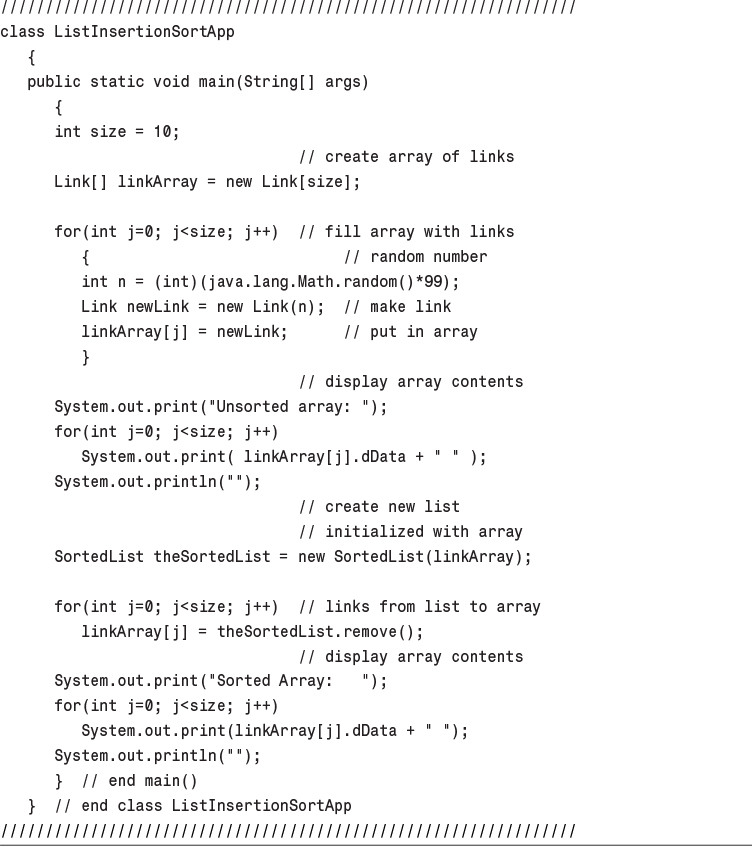 ////////////////////////////////////////////////////////////////
class ListInsertionSortApp
   {
   public static void main(String[] args)
      {
      int size = 10;
                                 // create array of links
      Link[] linkArray = new Link[size];

      for(int j=0; j<size; j++)  // fill array with links
         {                            // random number
         int n = (int)(java.lang.Math.random()*99);
         Link newLink = new Link(n);  // make link
         linkArray[j] = newLink;      // put in array
         }
                                 // display array contents
      System.out.print("Unsorted array: ");
      for(int j=0; j<size; j++)
         System.out.print( linkArray[j].dData + " " );
      System.out.println("");
                                 // create new list
                                 // initialized with array
      SortedList theSortedList = new SortedList(linkArray);

      for(int j=0; j<size; j++)  // links from list to array
         linkArray[j] = theSortedList.remove();
                                 // display array contents
      System.out.print("Sorted Array:   ");
      for(int j=0; j<size; j++)
         System.out.print(linkArray[j].dData + " ");
      System.out.println("");
      }  // end main()
   }  // end class ListInsertionSortApp
////////////////////////////////////////////////////////////////